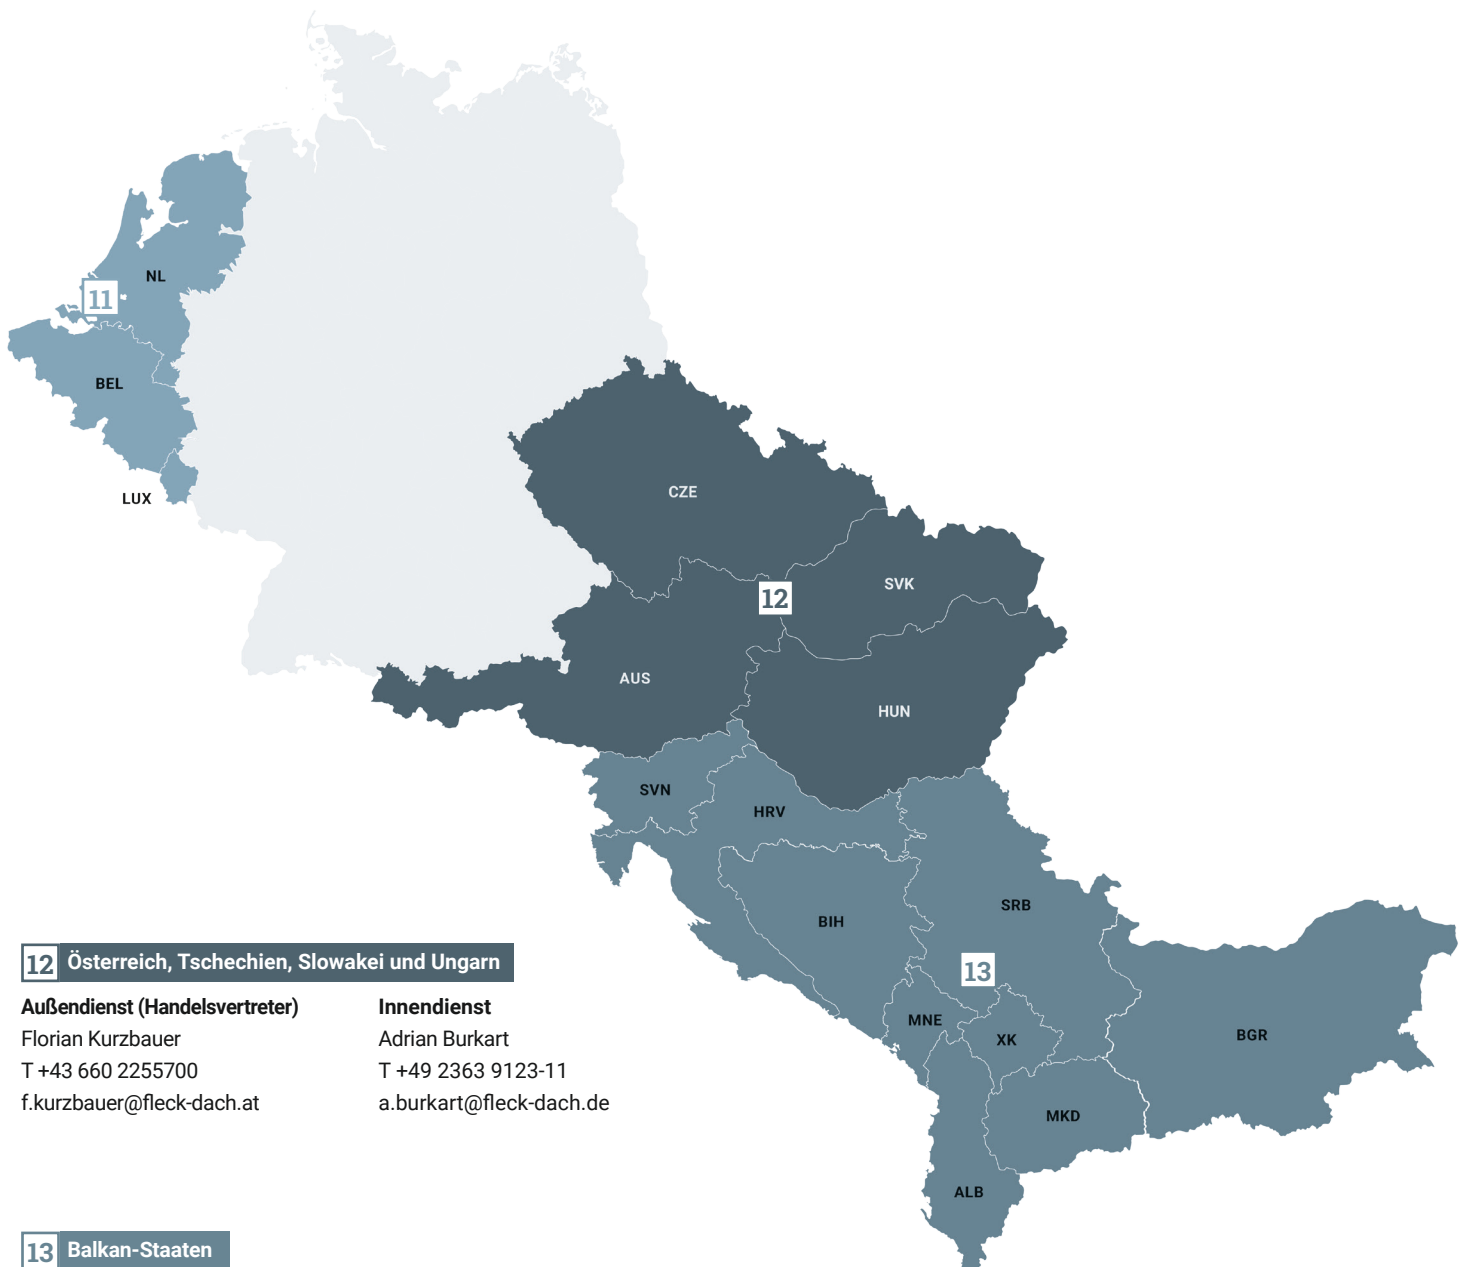 NL
11
BEL
LUX
CZE
SVK
12
AUS
HUN
SVN
HRV
BIH
SRB
13
MNE
XK
BGR
MKD
ALB
12 Österreich, Tschechien, Slowakei und Ungarn
Außendienst (Handelsvertreter)
Florian Kurzbauer
T +43 660 2255700
f.kurzbauer@fleck-dach.at
Innendienst
Adrian Burkart
T +49 2363 9123-11
a.burkart@fleck-dach.de
13 Balkan-Staaten